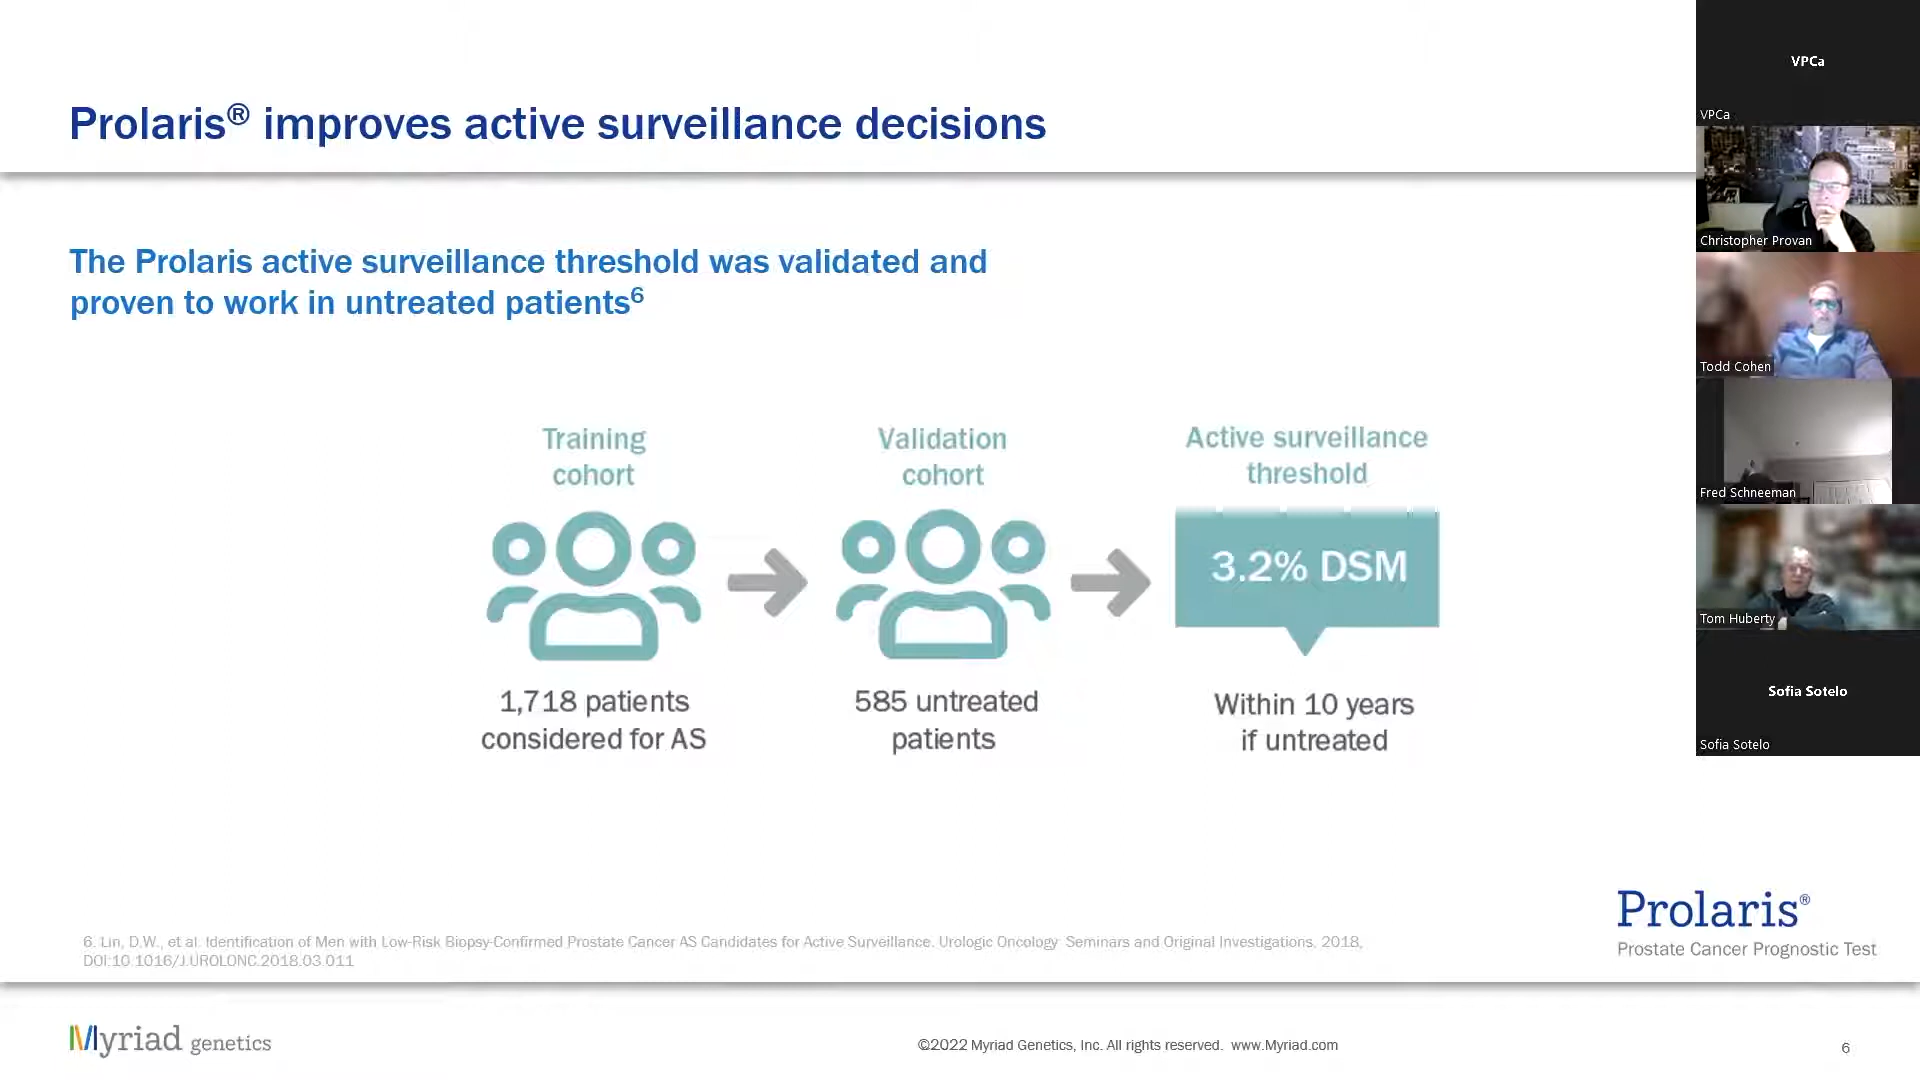 Prolaris® improves active surveillance decisions
The Prolaris active surveillance threshold was validated and
proven to work in untreated patients6
Training
cohort
1,718 patients
considered for AS
Validation
cohort
585 untreated
patients
Active surveillance
threshold
3.2% DSM
Within 10 years
if untreated
6. Lin, D.W., et al. Identification of Men with Low-Risk Biopsy-Confirmed Prostate Cancer AS Candidates for Active Surveillance. Urologic Oncology: Seminars and Original Investigations. 2018,
DOI:10.1016/J.UROLONC.2018.03.011
Prolaris®
Prostate Cancer Prognostic Test
Myriad genetics
©2022 Myriad Genetics, Inc. All rights reserved. www.Myriad.com
6
VPCa
VPCa
Christopher Provan
Todd Cohen
Fred Schneeman
Tom Huberty
Sofia Sotelo
Sofia Sotelo